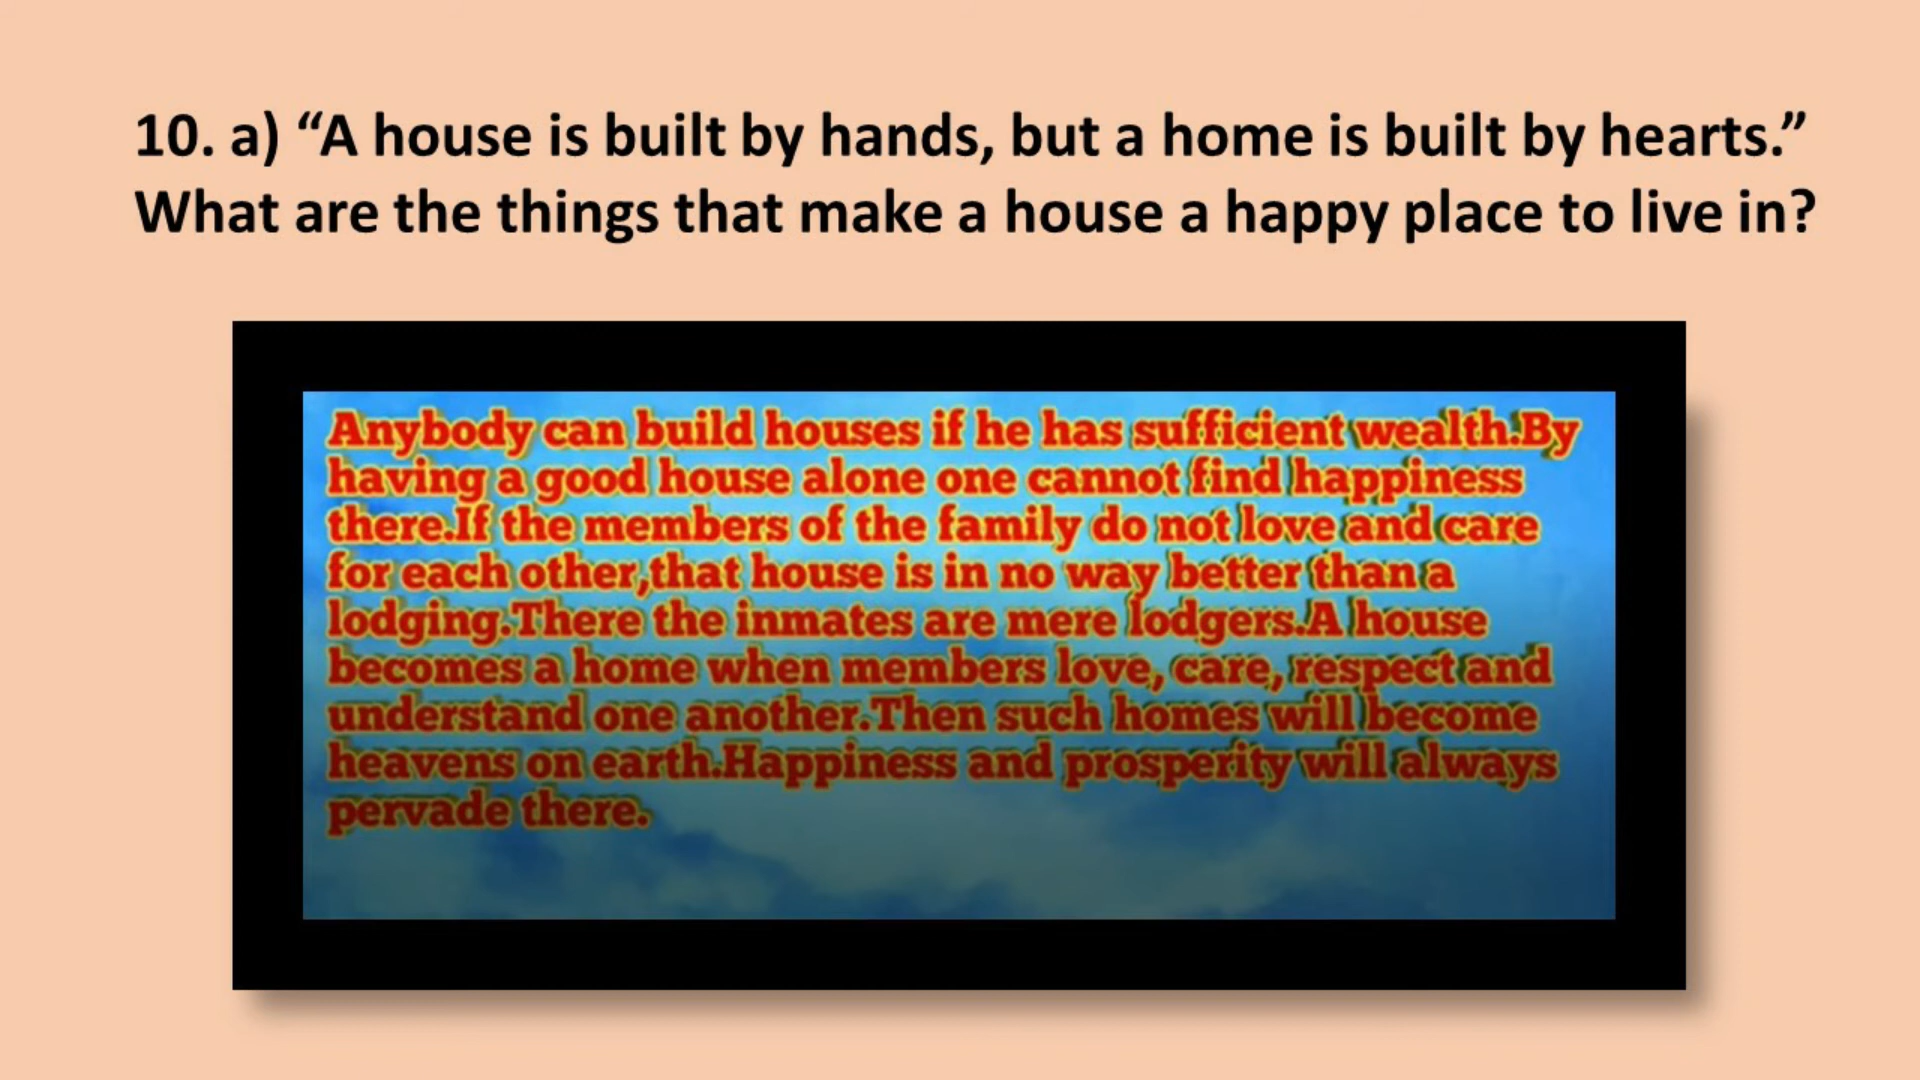 10. a) “A house is built by hands, but a home is built by hearts.”
What are the things that make a house a happy place to live in?
Anybody can build houses if he has sufficient wealth.By
having a good house alone one cannot find happiness
there.If the members of the family do not love and care
for each other,that house is in no way better than a
lodging.There the inmates are mere lodgers.A house
becomes a home when members love, care, respect and
understand one another.Then such homes will become
heavens on earth.Happiness and prosperity will always
pervade there.